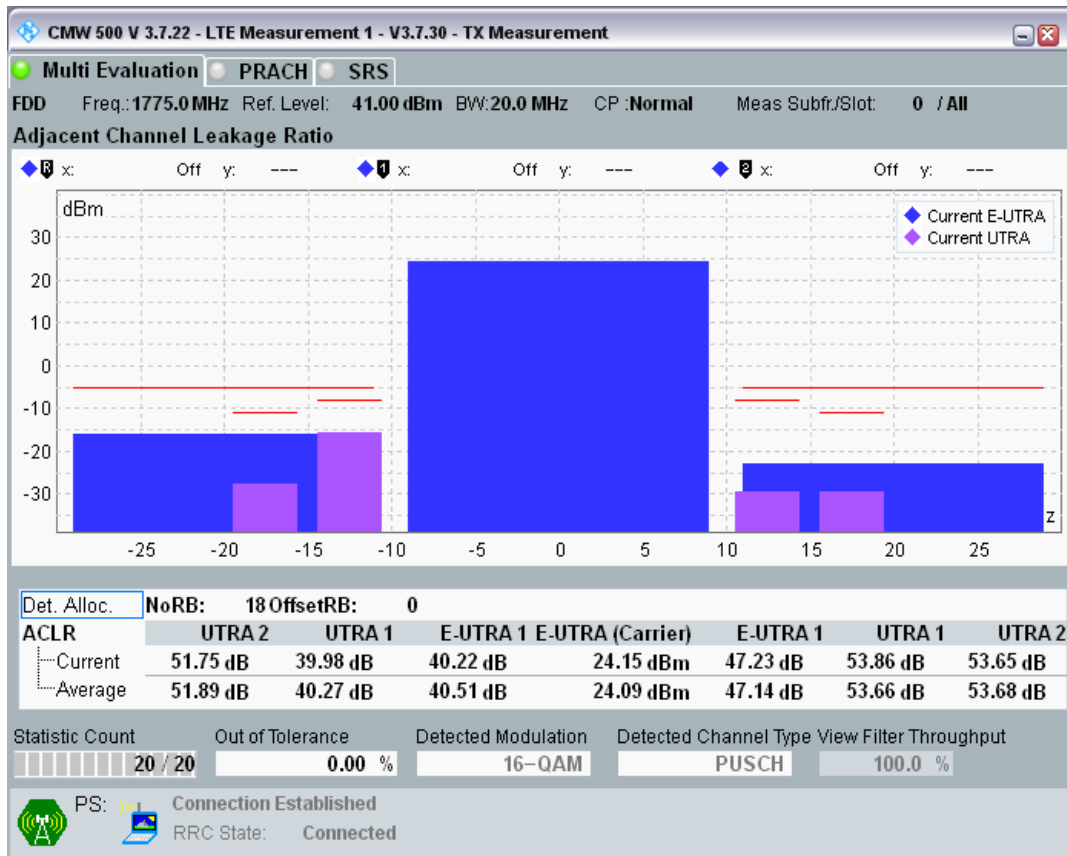 CMW 500 V 3.7.22 - LTE Measurement 1 - V3.7.30 - TX Measurement
Multi Evaluation PRACH SRS
FDD Freq.:1775.0 MHz Ref. Level: 41.00 dBm BW:20.0 MHz CP :Normal Meas Subfr./Slot: 0 / All
Adjacent Channel Leakage Ratio
R x: Off y: --- 1 x: Off y: --- 2 x: Off y: ---
dBm
Current E-UTRA
Current UTRA
30
20
10
0
-10
-20
-30
z
-25 -20 -15 -10 -5 0 5 10 15 20 25
Det. Alloc. NoRB: 18 OffsetRB: 0
ACLR UTRA 2 UTRA 1 E-UTRA 1 E-UTRA (Carrier) E-UTRA 1 UTRA 1 UTRA 2
Current 51.75 dB 39.98 dB 40.22 dB 24.15 dBm 47.23 dB 53.86 dB 53.65 dB
Average 51.89 dB 40.27 dB 40.51 dB 24.09 dBm 47.14 dB 53.66 dB 53.68 dB
Statistic Count Out of Tolerance Detected Modulation Detected Channel Type View Filter Throughput
20 / 20 0.00 % 16-QAM PUSCH 100.0 %
PS: Connection Established
RRC State: Connected